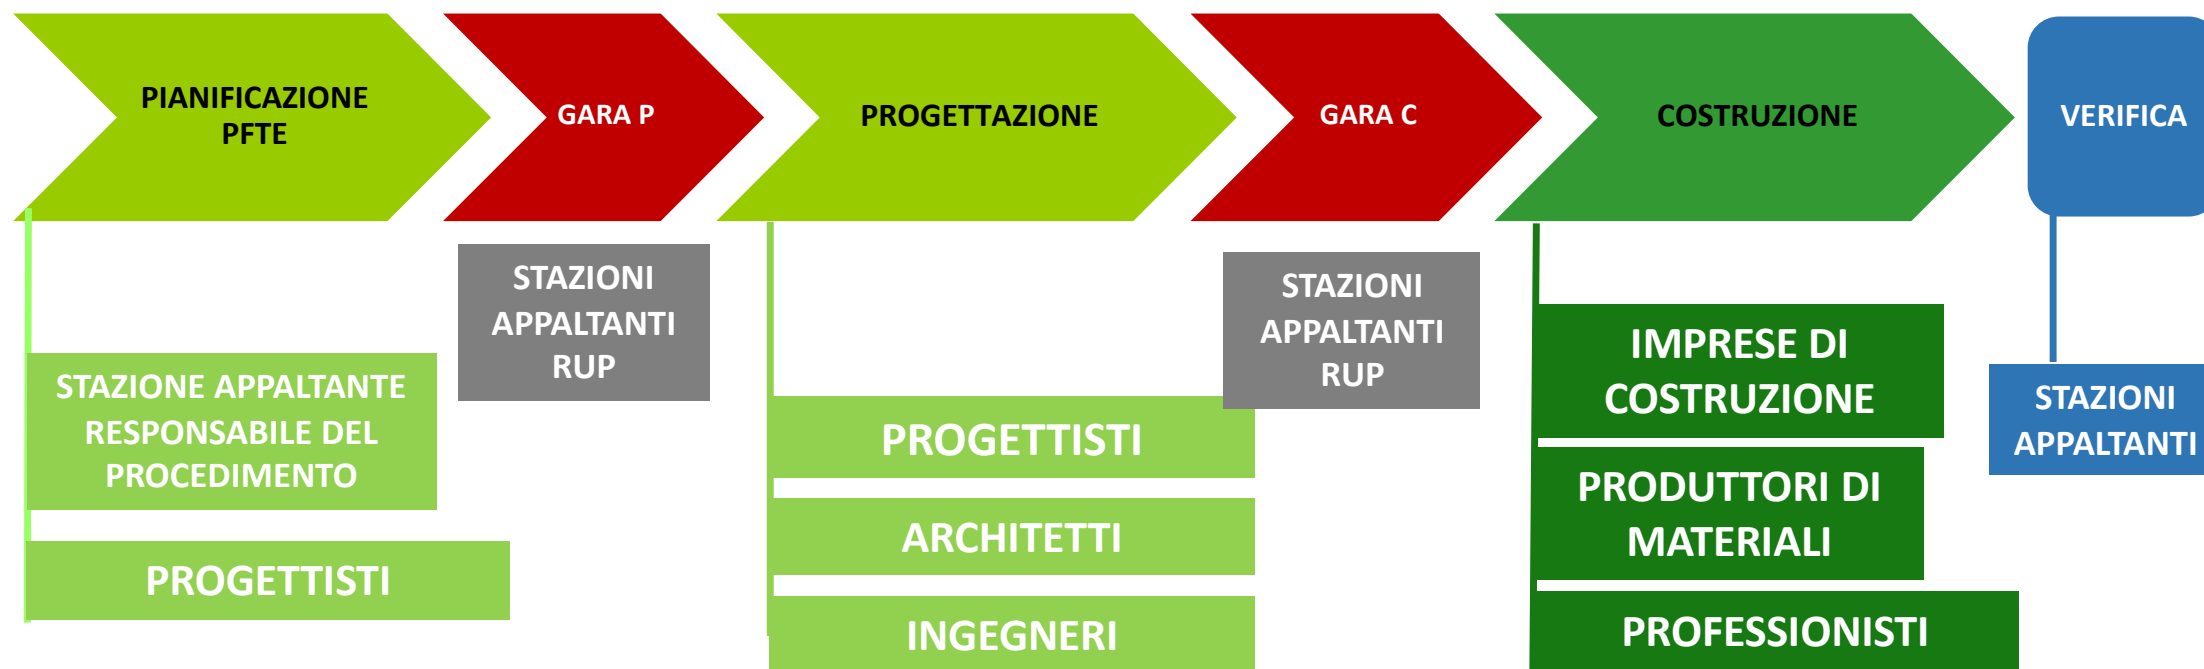 PIANIFICAZIONE
PFTE
GARA P
PROGETTAZIONE
GARA C
COSTRUZIONE
VERIFICA
STAZIONE APPALTANTE
RESPONSABILE DEL
PROCEDIMENTO
PROGETTISTI
STAZIONI
APPALTANTI
RUP
PROGETTISTI
ARCHITETTI
INGEGNERI
STAZIONI
APPALTANTI
RUP
IMPRESE DI
COSTRUZIONE
PRODUTTORI DI
MATERIALI
PROFESSIONISTI
STAZIONI
APPALTANTI